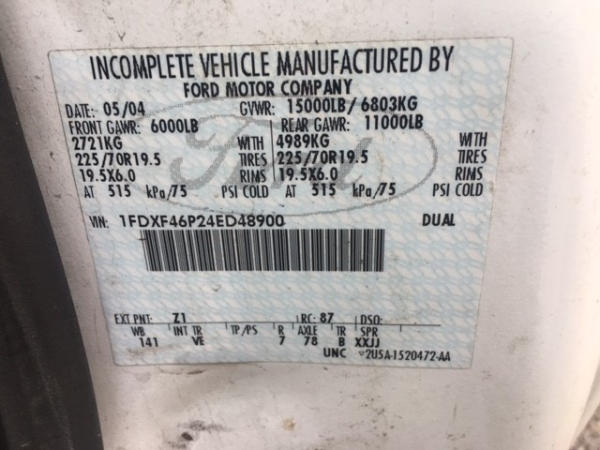 INCOMPLETE VEHICLE MANUFACTURED BY
FORD MOTOR COMPANY
DATE: 05/04 GVWR: 15000LB/ 6803KG
FRONT GAWR: 6000LB REAR GAWR: 11000LB
2721KG WITH 4989KG WITH
225/70R19.5 TIRES 225/70R19.5 TIRES
19.5X6.0 RIMS 19.5X6.0 RIMS
AT 515 kPa/75 PSI COLD AT 515 kPa/75 PSI COLD
VIN: 1FDXF46P24ED48900 DUAL
Ford
EXT PNT: Z1 RC: 87 DSO:
WB INT TR TP/PS R AXLE TR SPR
141 VE 7 78 B XXJJ
UNC 2U5A-1520472-AA